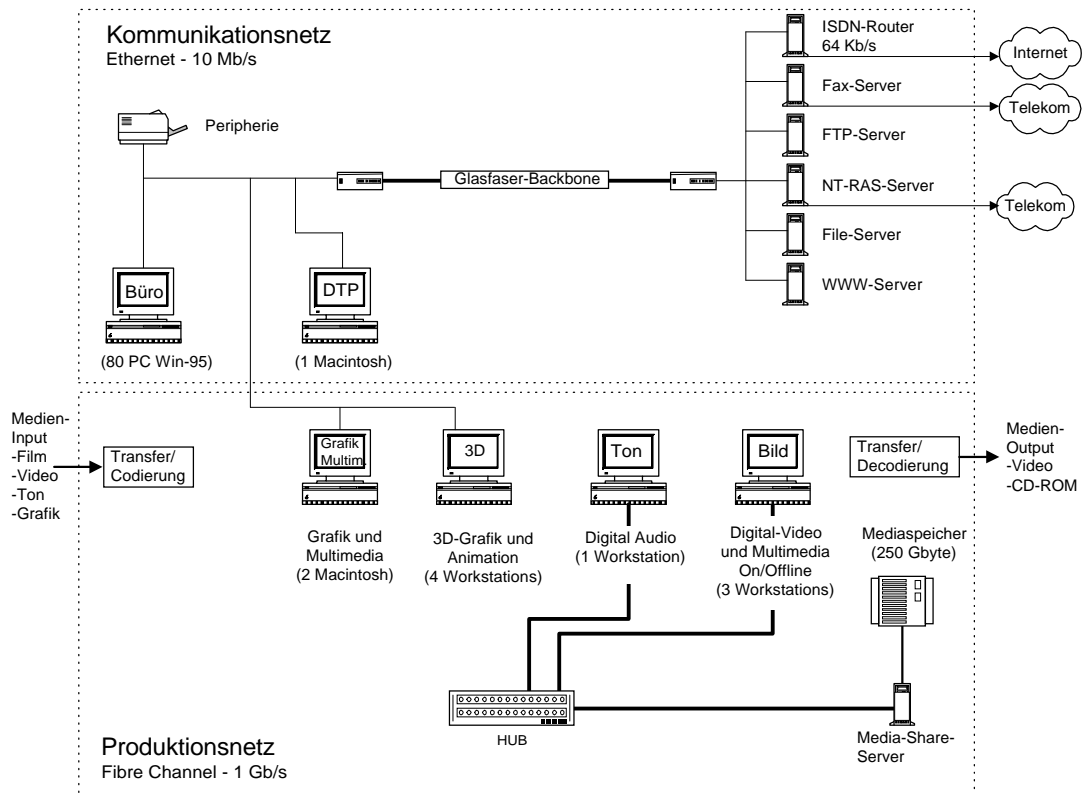 Kommunikationsnetz
Ethernet - 10 Mb/s
Peripherie
Glasfaser-Backbone
ISDN-Router
64 Kb/s
Internet
Fax-Server
Telekom
FTP-Server
NT-RAS-Server
Telekom
File-Server
WWW-Server
Büro
(80 PC Win-95)
DTP
(1 Macintosh)
Medien-
Input
-Film
-Video
-Ton
-Grafik
Transfer/
Codierung
Grafik
Multim.
Grafik und
Multimedia
(2 Macintosh)
3D
3D-Grafik und
Animation
(4 Workstations)
Ton
Digital Audio
(1 Workstation)
Bild
Digital-Video
und Multimedia
On/Offline
(3 Workstations)
Transfer/
Decodierung
Medien-
Output
-Video
-CD-ROM
Mediaspeicher
(250 Gbyte)
HUB
Media-Share-
Server
Produktionsnetz
Fibre Channel - 1 Gb/s